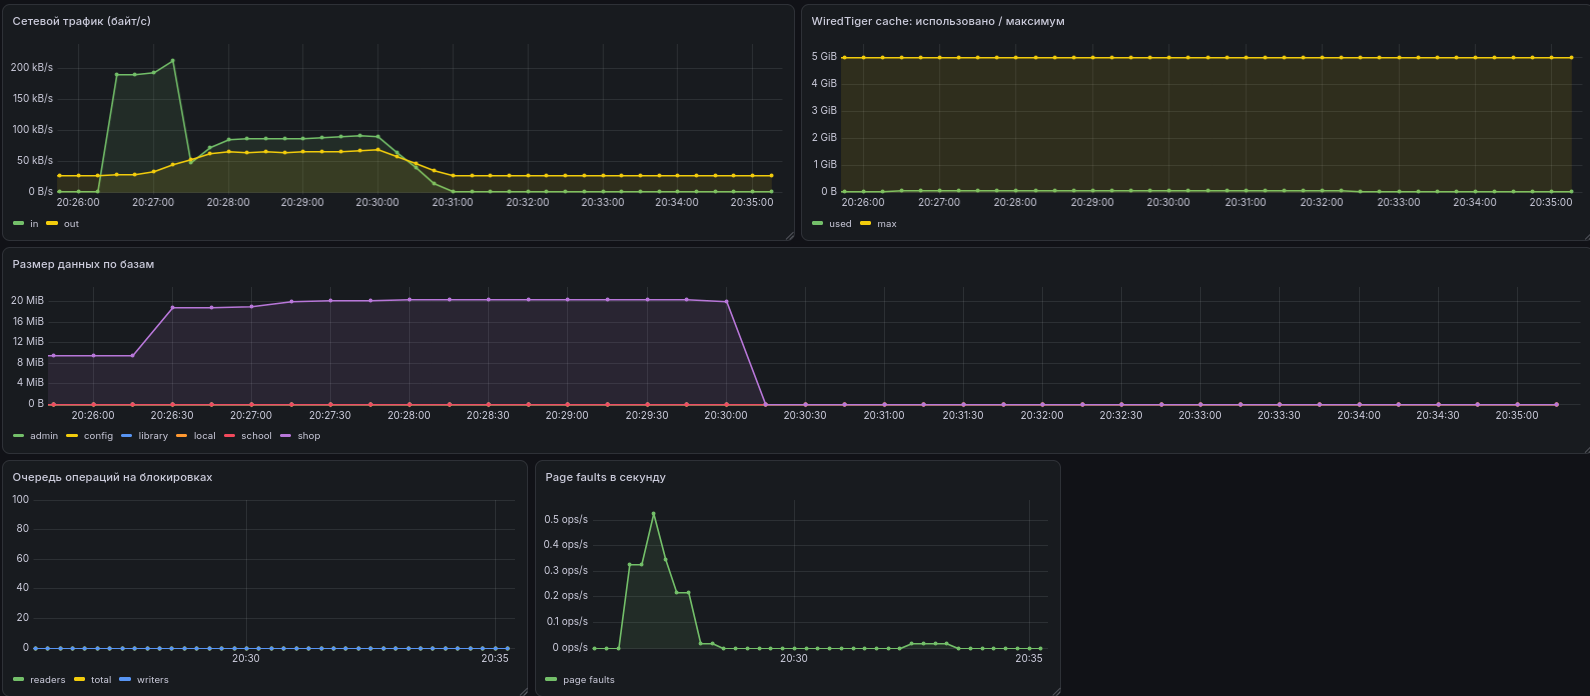 Сетевой трафик (байт/с)
200 kB/s
150 kB/s
100 kB/s
50 kB/s
0 B/s
20:26:00 20:27:00 20:28:00 20:29:00 20:30:00 20:31:00 20:32:00 20:33:00 20:34:00 20:35:00
in out
WiredTiger cache: использовано / максимум
5 GiB
4 GiB
3 GiB
2 GiB
1 GiB
0 B
20:26:00 20:27:00 20:28:00 20:29:00 20:30:00 20:31:00 20:32:00 20:33:00 20:34:00 20:35:00
used max
Размер данных по базам
20 MiB
16 MiB
12 MiB
8 MiB
4 MiB
0 B
20:26:00 20:26:30 20:27:00 20:27:30 20:28:00 20:28:30 20:29:00 20:29:30 20:30:00 20:30:30 20:31:00 20:31:30 20:32:00 20:32:30 20:33:00 20:33:30 20:34:00 20:34:30 20:35:00
admin config library local school shop
Очередь операций на блокировках
100
80
60
40
20
0
20:30 20:35
readers total writers
Page faults в секунду
0.5 ops/s
0.4 ops/s
0.3 ops/s
0.2 ops/s
0.1 ops/s
0 ops/s
20:30 20:35
page faults